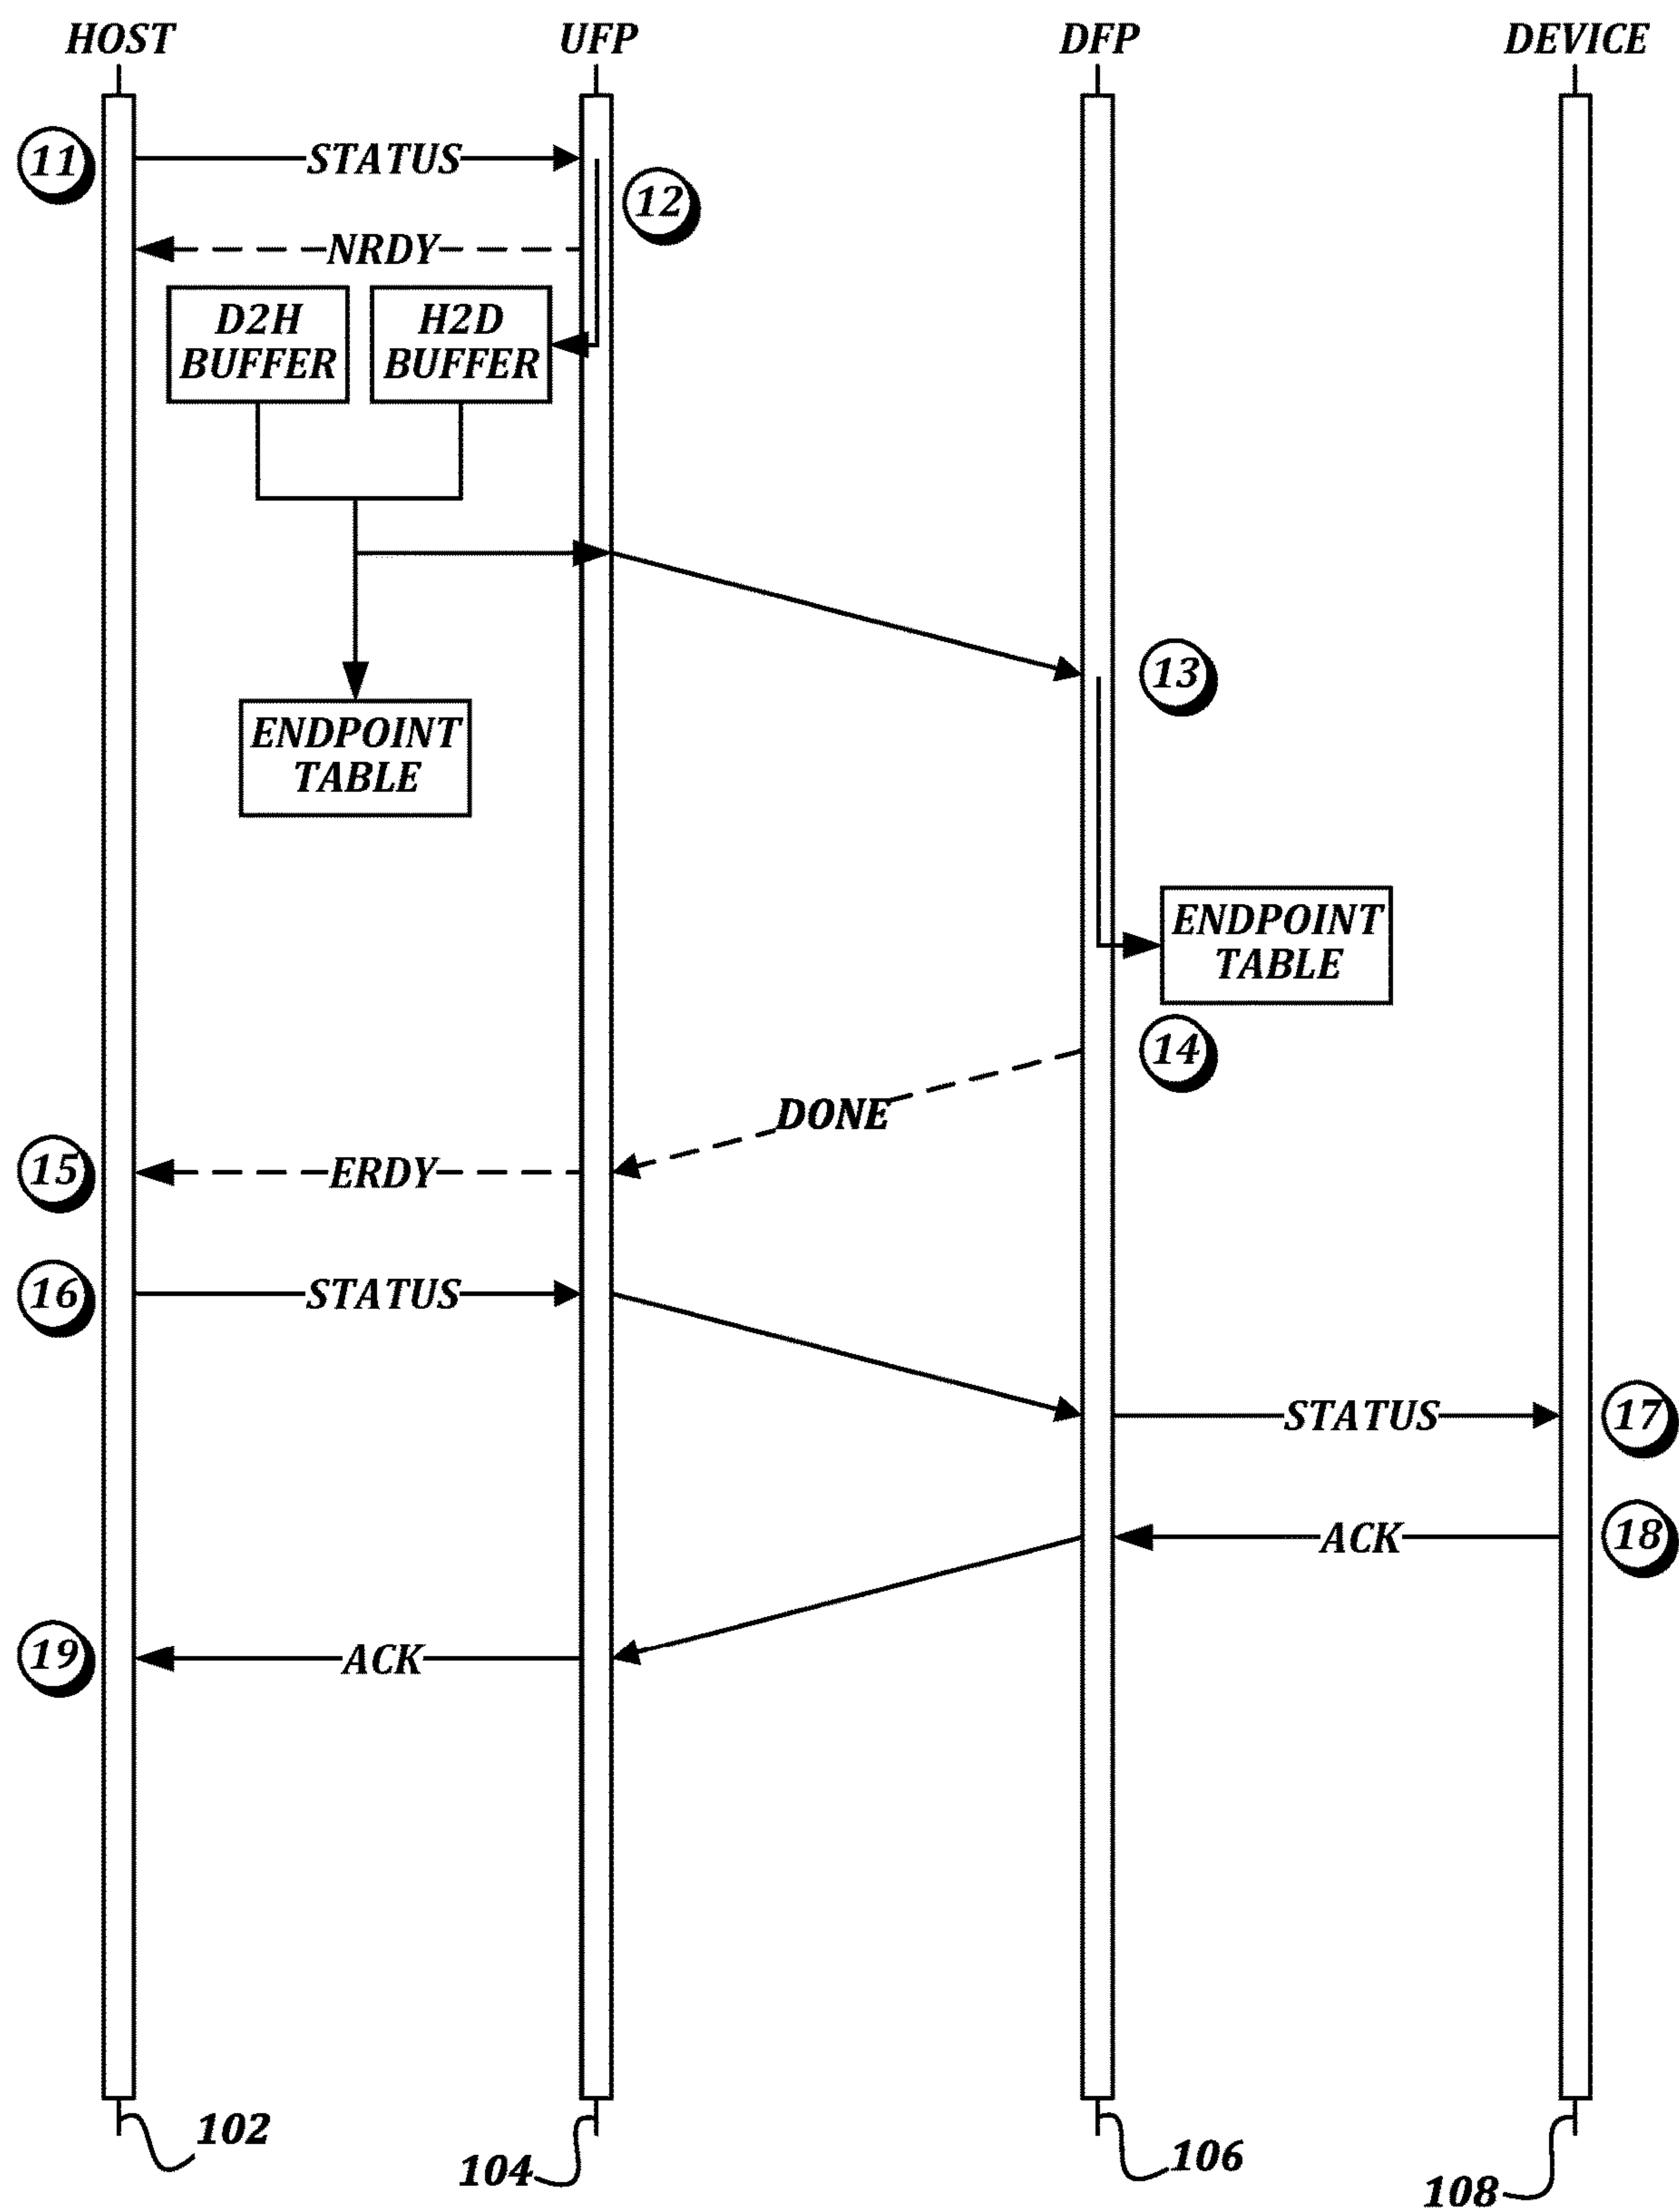 HOST
UFP
DFP
DEVICE
11
STATUS
12
NRDY
D2H
BUFFER
H2D
BUFFER
13
ENDPOINT
TABLE
ENDPOINT
TABLE
14
DONE
15
ERDY
16
STATUS
STATUS
17
ACK
18
19
ACK
102
104
106
108